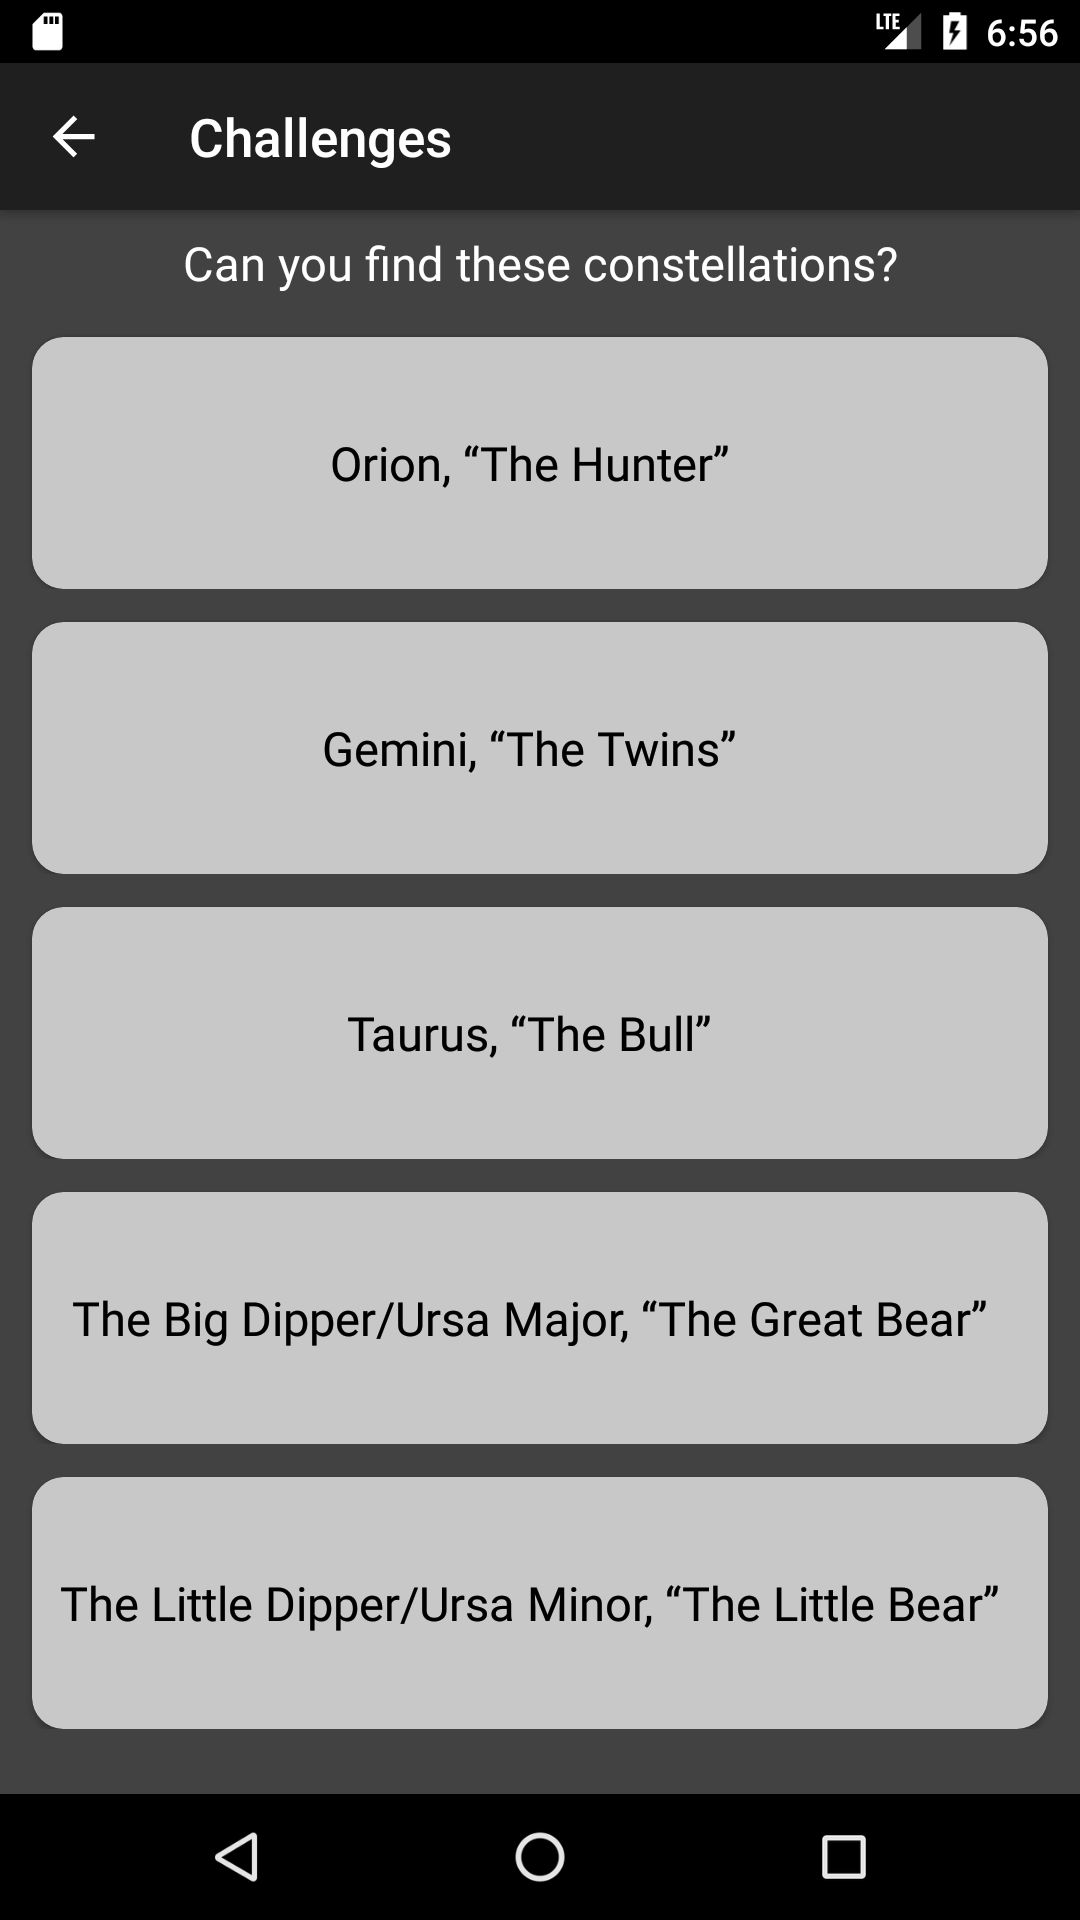 LTE 6:56
Challenges
Can you find these constellations?
Orion, “The Hunter”
Gemini, “The Twins”
Taurus, “The Bull”
The Big Dipper/Ursa Major, “The Great Bear”
The Little Dipper/Ursa Minor, “The Little Bear”